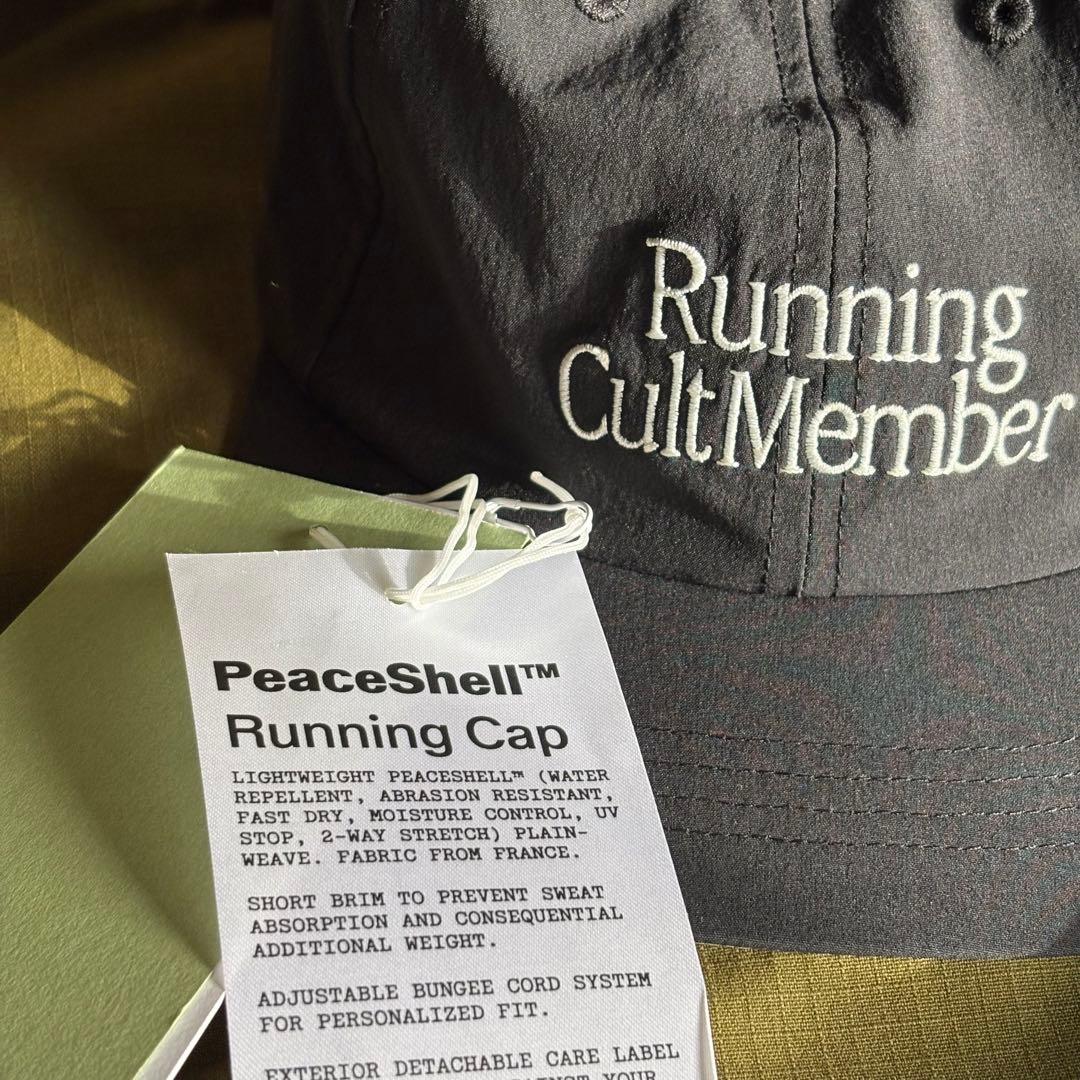 Running
Cult Member
PeaceShell™
Running Cap
LIGHTWEIGHT PEACESHELL™ (WATER
REPELLENT, ABRASION RESISTANT,
FAST DRY, MOISTURE CONTROL, UV
STOP, 2-WAY STRETCH) PLAIN-
WEAVE. FABRIC FROM FRANCE.
SHORT BRIM TO PREVENT SWEAT
ABSORPTION AND CONSEQUENTIAL
ADDITIONAL WEIGHT.
ADJUSTABLE BUNGEE CORD SYSTEM
FOR PERSONALIZED FIT.
EXTERIOR DETACHABLE CARE LABEL
YOUR